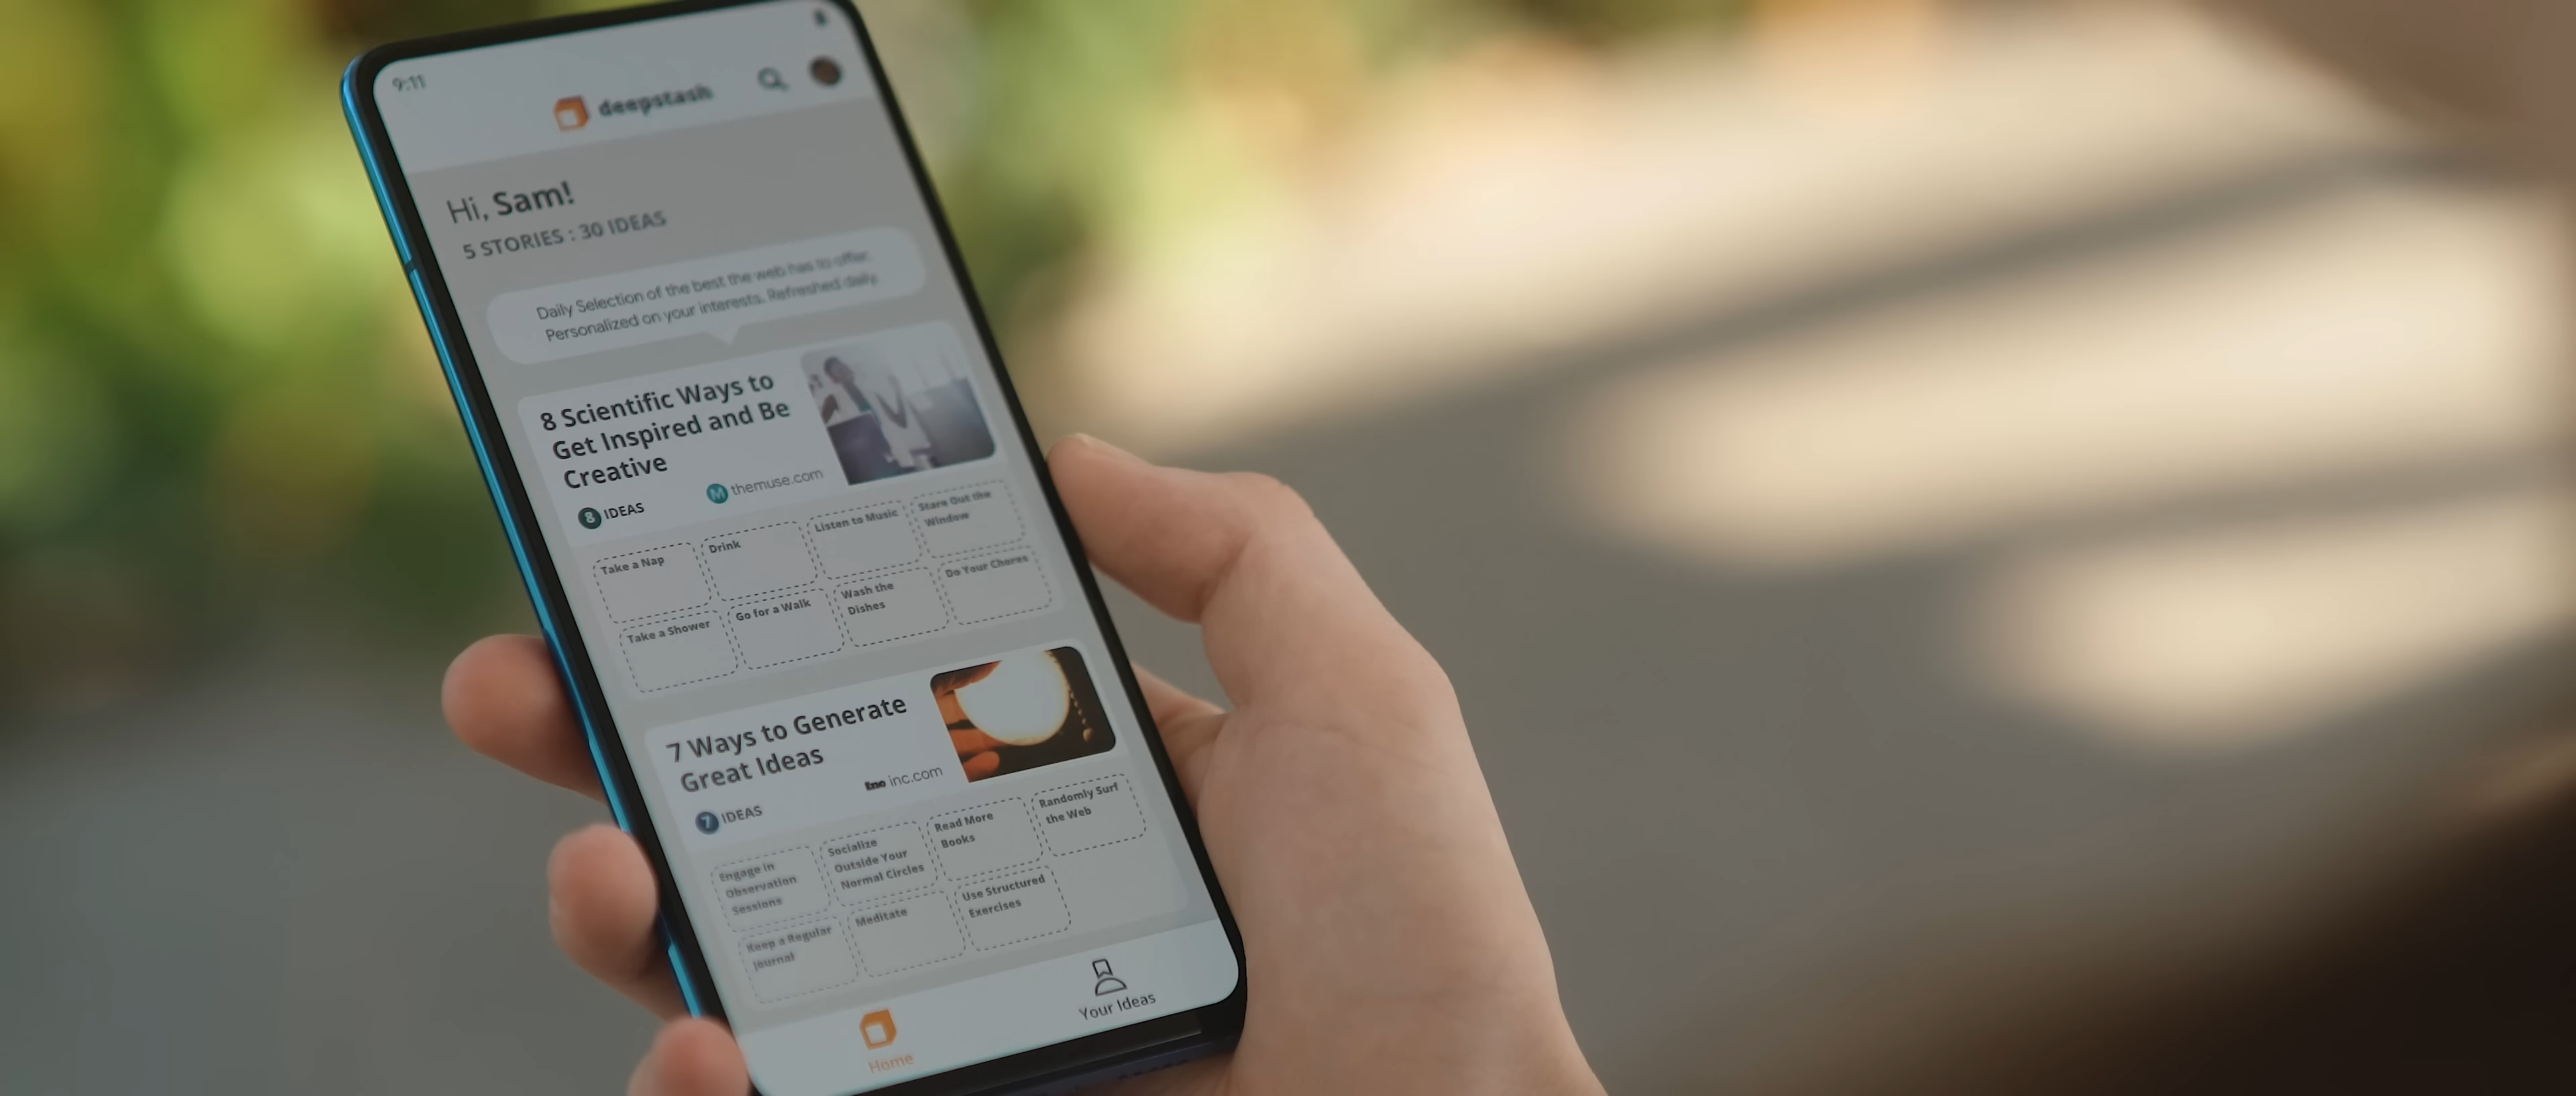 9:11
deepstash
Hi, Sam!
5 STORIES : 30 IDEAS
Daily Selection of the best the web has to offer.
Personalized on your interests. Refreshed daily.
8 Scientific Ways to
Get Inspired and Be
Creative
8 IDEAS
M themuse.com
Take a Nap
Drink
Listen to Music
Stare Out the
Window
Take a Shower
Go for a Walk
Wash the
Dishes
Do Your Chores
7 Ways to Generate
Great Ideas
7 IDEAS
inc.com
Engage in
Observation
Sessions
Socialize
Outside Your
Normal Circles
Read More
Books
Randomly Surf
the Web
Keep a Regular
Journal
Meditate
Use Structured
Exercises
Home
Your Ideas